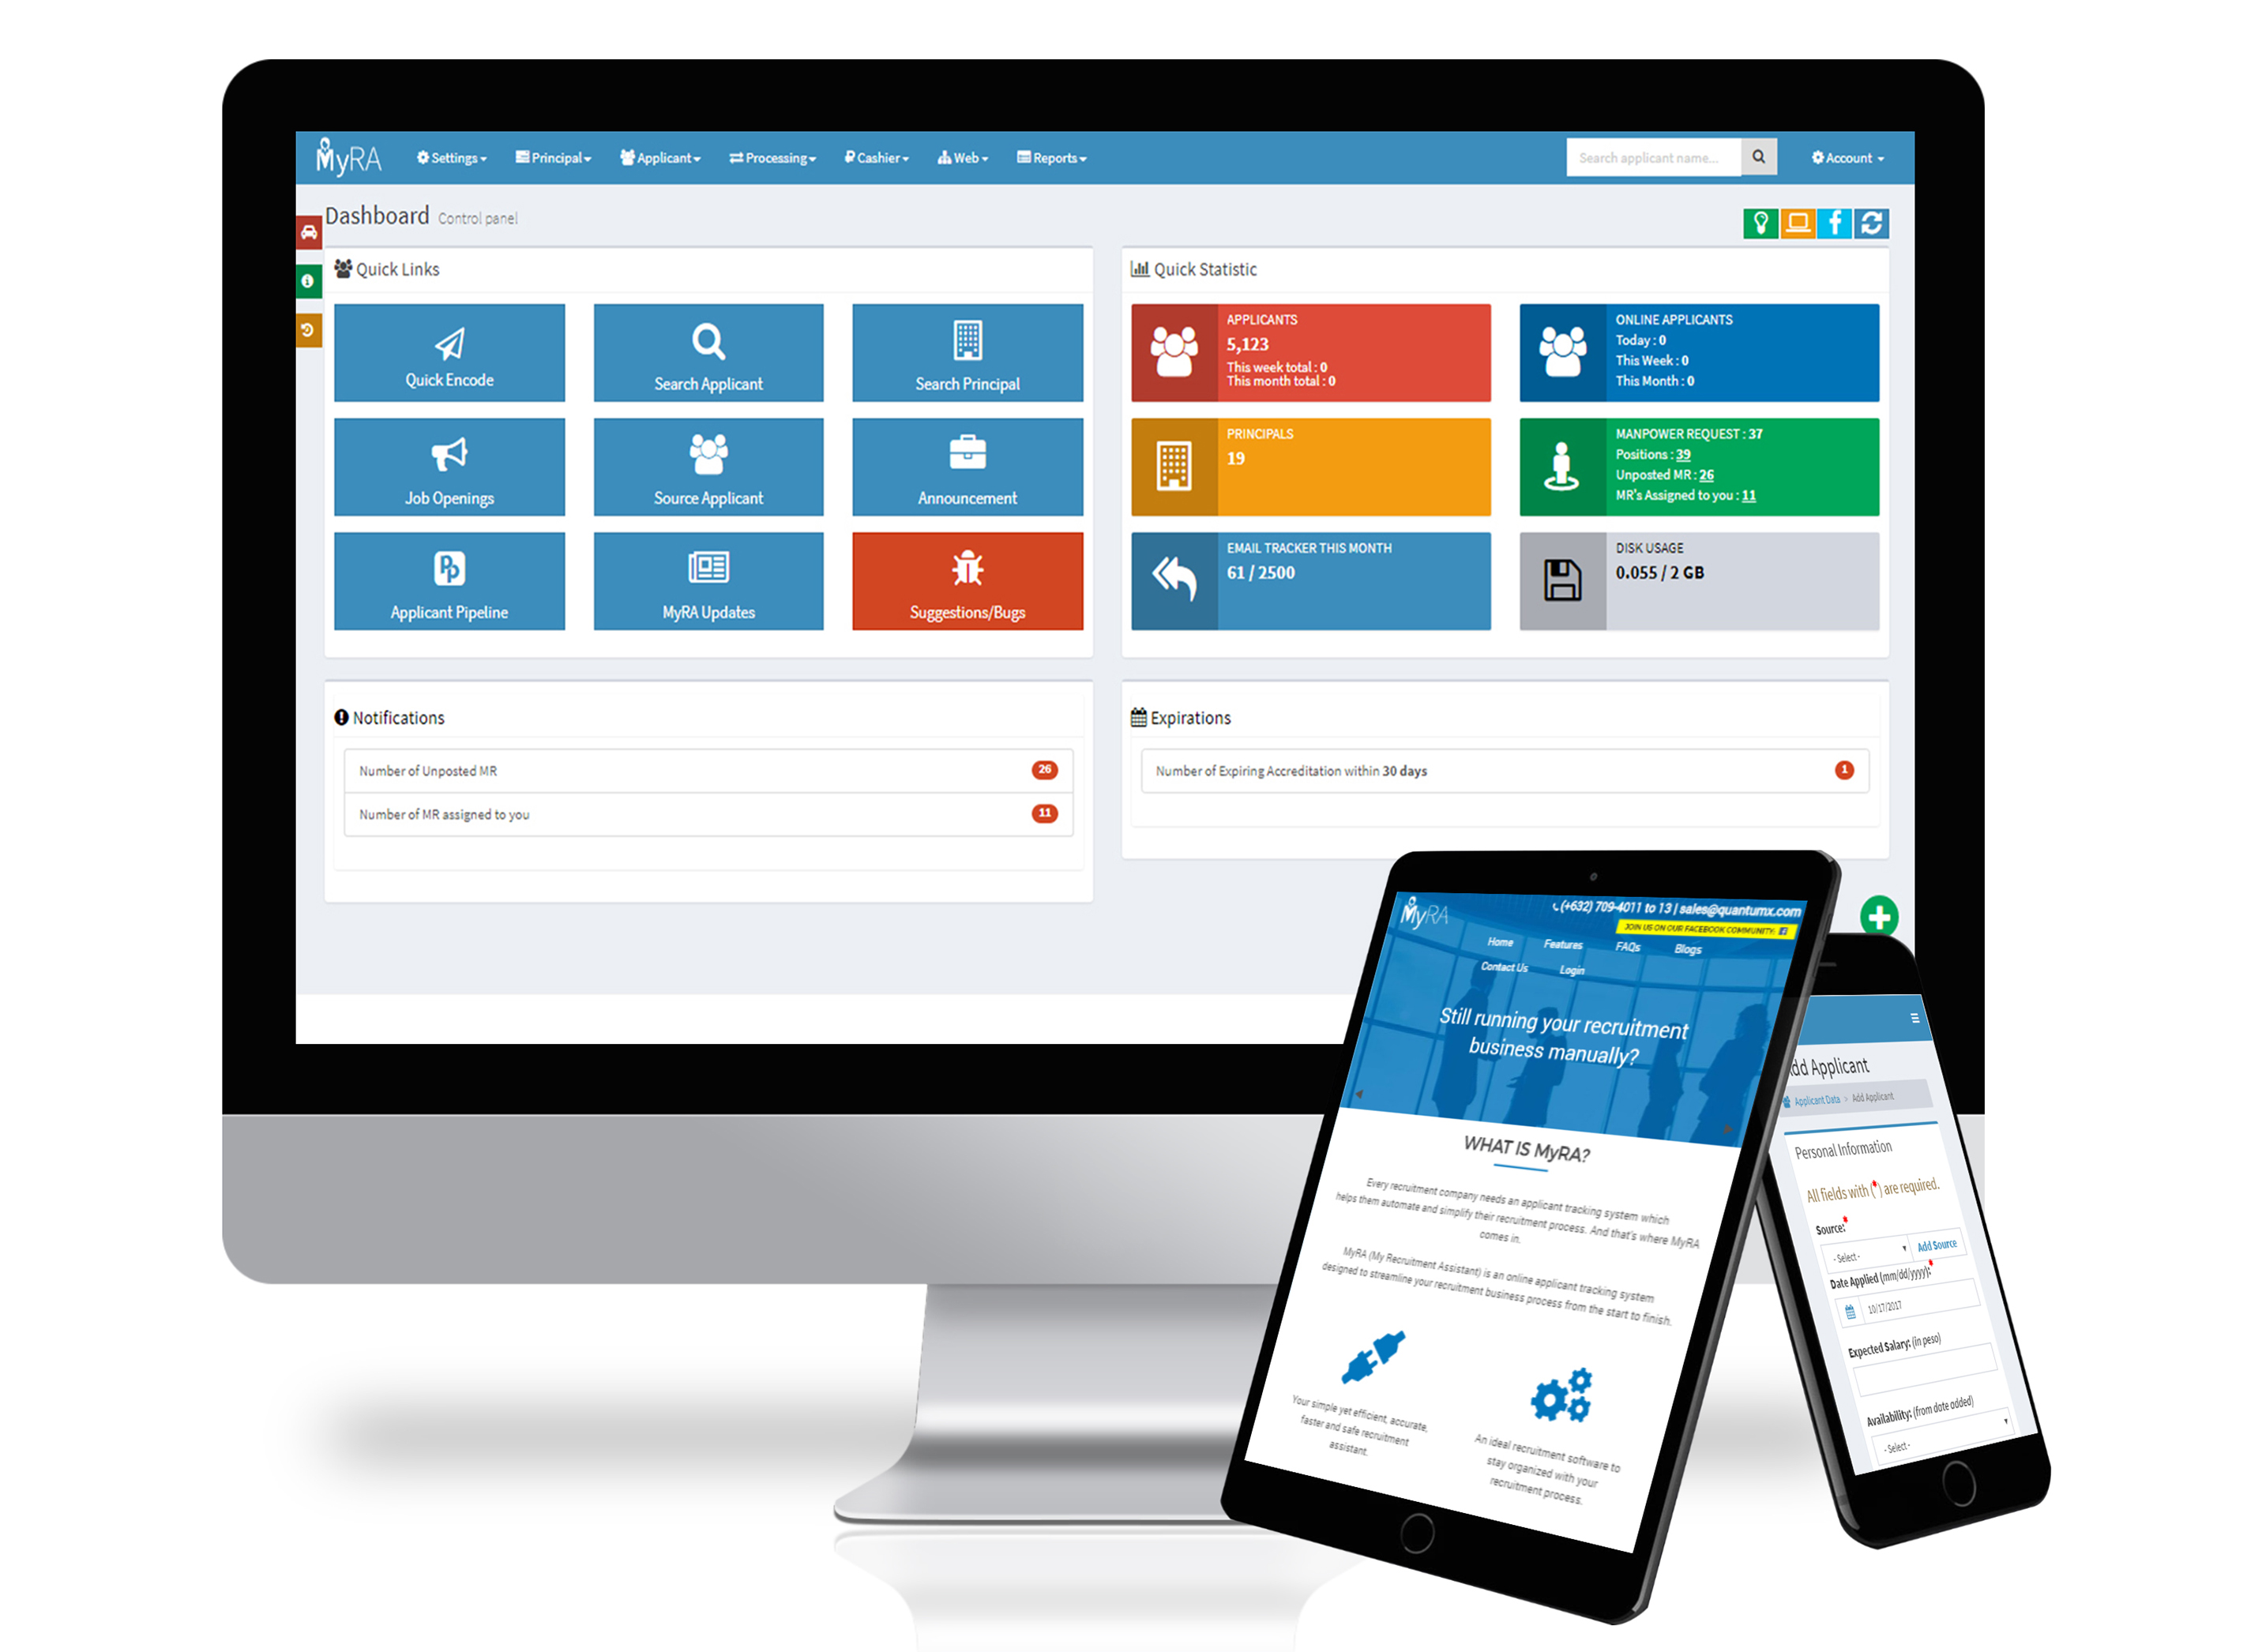 MyRA
Settings
Principal
Applicant
Processing
Cashier
Web
Reports
Search applicant name...
Account
Dashboard Control panel
Quick Links
Quick Encode
Search Applicant
Search Principal
Job Openings
Source Applicant
Announcement
Applicant Pipeline
MyRA Updates
Suggestions/Bugs
Quick Statistic
APPLICANTS
5,123
This week total : 0
This month total : 0
ONLINE APPLICANTS
Today : 0
This Week : 0
This Month : 0
PRINCIPALS
19
MANPOWER REQUEST : 37
Positions : 39
Unposted MR : 26
MR's Assigned to you : 11
EMAIL TRACKER THIS MONTH
61 / 2500
DISK USAGE
0.055 / 2 GB
Notifications
Number of Unposted MR 26
Number of MR assigned to you 11
Expirations
Number of Expiring Accreditation within 30 days 1
MyRA
(+632) 709-4011 to 13 | sales@quantumx.com
JOIN US ON OUR FACEBOOK COMMUNITY:
Home Features FAQs Blogs
Contact Us Login
Still running your recruitment
business manually?
WHAT IS MyRA?
Every recruitment company needs an applicant tracking system which
helps them automate and simplify their recruitment process. And that's where MyRA
comes in.
MyRA (My Recruitment Assistant) is an online applicant tracking system
designed to streamline your recruitment business process from the start to finish.
Your simple yet efficient, accurate,
faster and safe recruitment
assistant.
An ideal recruitment software to
stay organized with your
recruitment process.
dd Applicant
Applicant Data > Add Applicant
Personal Information
All fields with (*) are required.
Source:*
- Select -
Add Source
Date Applied (mm/dd/yyyy):*
10/17/2017
Expected Salary: (in peso)
Availability: (from date added)
- Select -